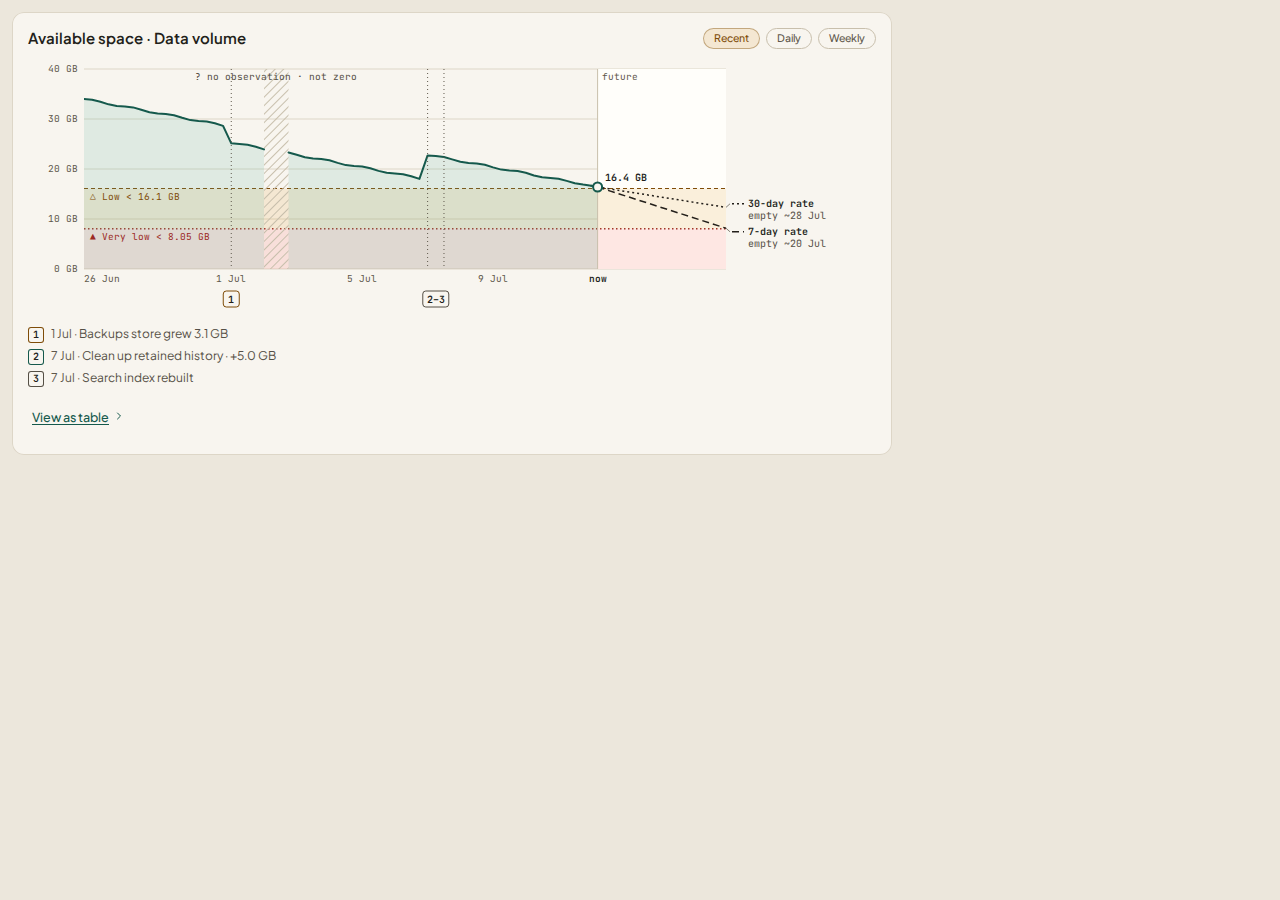 Available space · Data volume
Recent
Daily
Weekly
40 GB
? no observation · not zero
future
30 GB
20 GB
16.4 GB
△ Low < 16.1 GB
30-day rate
empty ~28 Jul
10 GB
▲ Very low < 8.05 GB
7-day rate
empty ~20 Jul
0 GB
26 Jun
1 Jul
5 Jul
9 Jul
now
1
2–3
1 1 Jul · Backups store grew 3.1 GB
2 7 Jul · Clean up retained history · +5.0 GB
3 7 Jul · Search index rebuilt
View as table